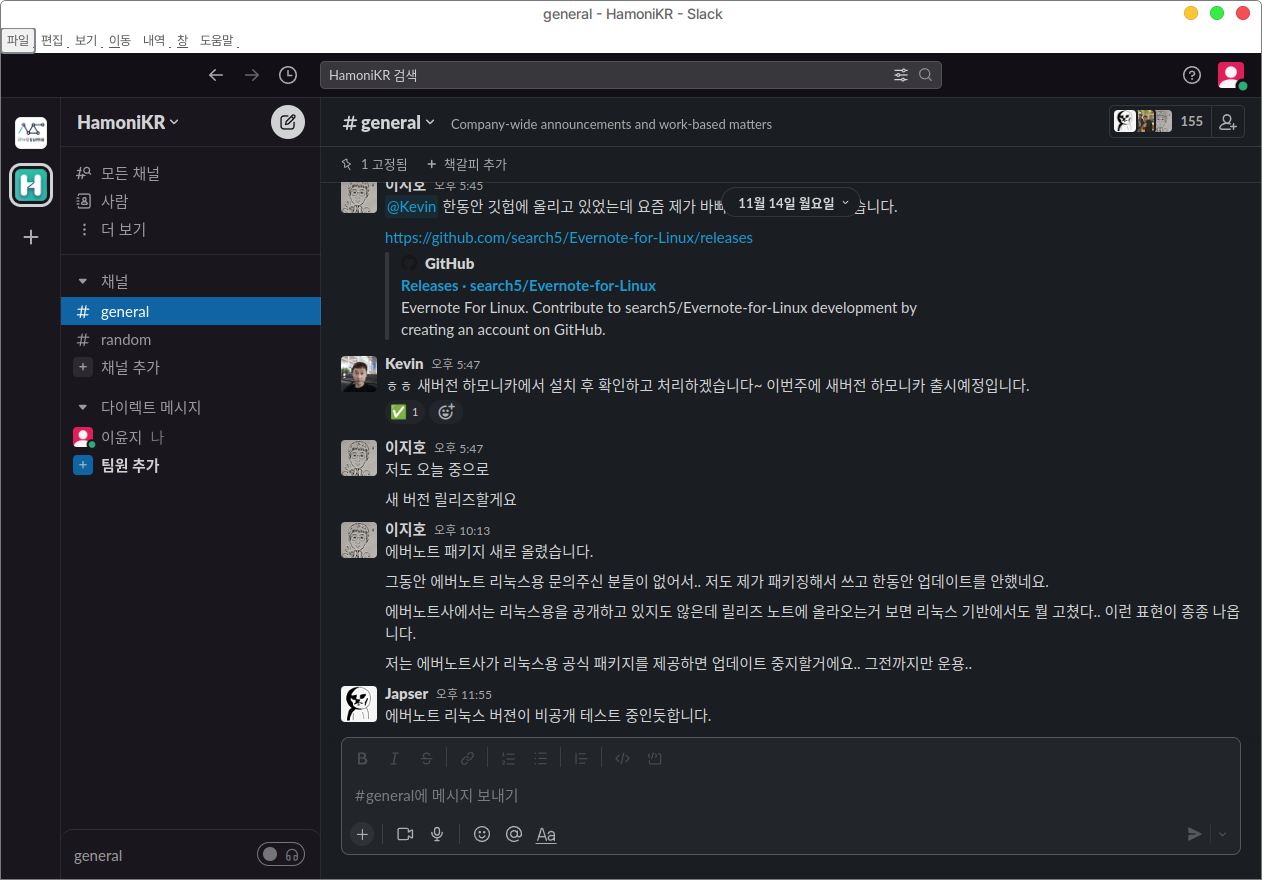 general - HamoniKR - Slack
파일 편집 보기 이동 내역 창 도움말
HamoniKR 검색
HamoniKR
모든 채널
사람
더 보기
채널
# general
# random
+ 채널 추가
다이렉트 메시지
이윤지 나
+ 팀원 추가
general
# general
Company-wide announcements and work-based matters
155
1 고정됨
+ 책갈피 추가
이지호 오후 5:45
11월 14일 월요일
@Kevin 한동안 깃헙에 올리고 있었는데 요즘 제가 습니다.
https://github.com/search5/Evernote-for-Linux/releases
GitHub
Releases · search5/Evernote-for-Linux
Evernote For Linux. Contribute to search5/Evernote-for-Linux development by
creating an account on GitHub.
Kevin 오후 5:47
ㅎㅎ 새버전 하모니카에서 설치 후 확인하고 처리하겠습니다~ 이번주에 새버전 하모니카 출시예정입니다.
✅ 1
이지호 오후 5:47
저도 오늘 중으로
새 버전 릴리즈할게요
이지호 오후 10:13
에버노트 패키지 새로 올렸습니다.
그동안 에버노트 리눅스용 문의주신 분들이 없어서.. 저도 제가 패키징해서 쓰고 한동안 업데이트를 안했네요.
에버노트사에서는 리눅스용을 공개하고 있지도 않은데 릴리즈 노트에 올라오는거 보면 리눅스 기반에서도 뭘 고쳤다.. 이런 표현이 종종 나옵
니다.
저는 에버노트사가 리눅스용 공식 패키지를 제공하면 업데이트 중지할거에요.. 그전까지만 운용..
Japser 오후 11:55
에버노트 리눅스 버젼이 비공개 테스트 중인듯합니다.
B I S
#general에 메시지 보내기
+ @ Aa